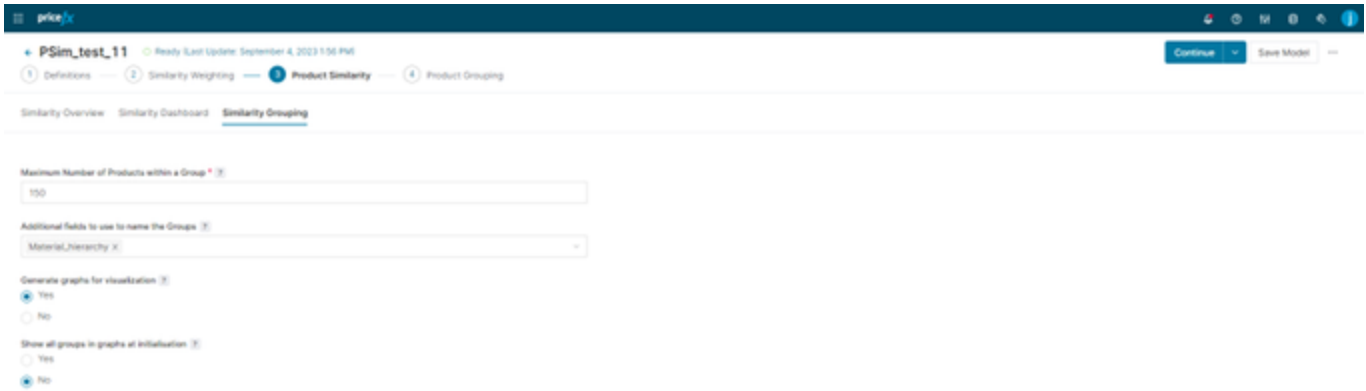 pricefx
PSim_test_11 Ready (Last Update: September 4, 2023 1:56 PM) Continue Save Model
1 Definitions 2 Similarity Weighting 3 Product Similarity 4 Product Grouping
Similarity Overview Similarity Dashboard Similarity Grouping
Maximum Number of Products within a Group * ?
150
Additional fields to use to name the Groups ?
Material_hierarchy x
Generate graphs for visualization ?
Yes
No
Show all groups in graphs at initialisation ?
Yes
No